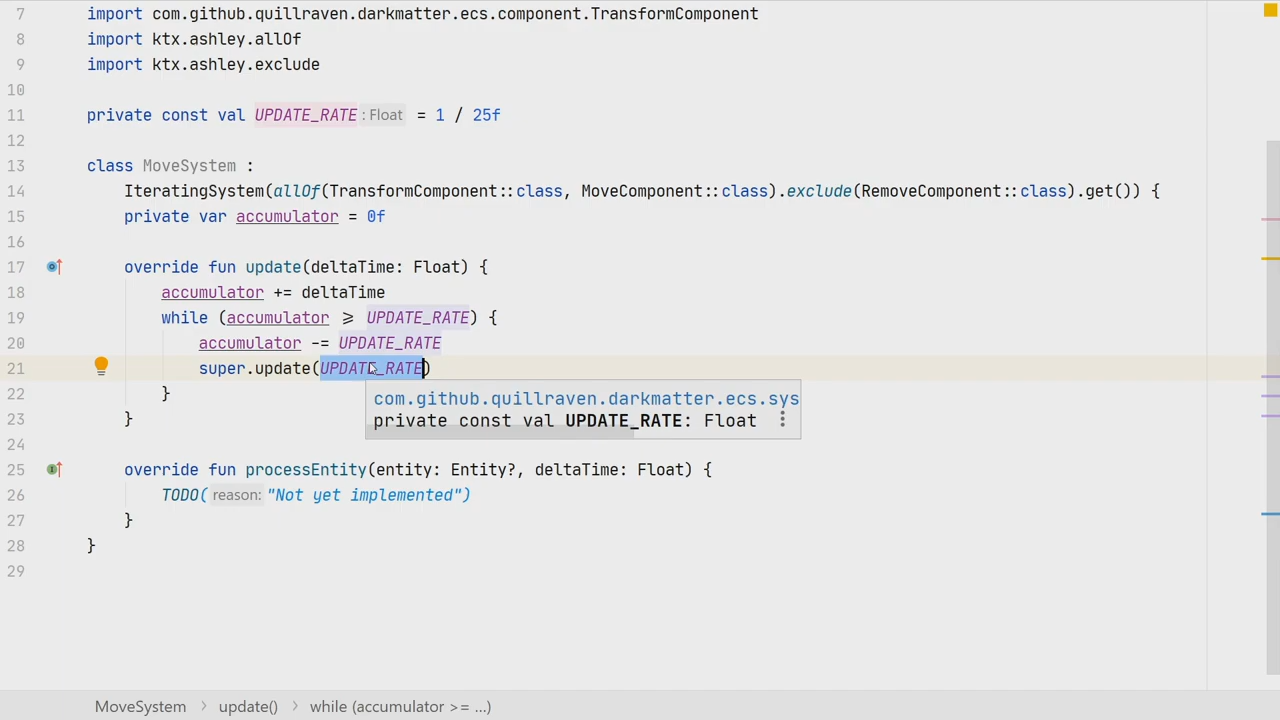 7 import com.github.quillraven.darkmatter.ecs.component.TransformComponent
8 import ktx.ashley.allOf
9 import ktx.ashley.exclude
10
11 private const val UPDATE_RATE : Float = 1 / 25f
12
13 class MoveSystem :
14 IteratingSystem(allOf(TransformComponent::class, MoveComponent::class).exclude(RemoveComponent::class).get()) {
15 private var accumulator = 0f
16
17 override fun update(deltaTime: Float) {
18 accumulator += deltaTime
19 while (accumulator ⩾ UPDATE_RATE) {
20 accumulator -= UPDATE_RATE
21 super.update(UPDATE_RATE)
22 }
com.github.quillraven.darkmatter.ecs.sys
private const val UPDATE_RATE: Float
23 }
24
25 override fun processEntity(entity: Entity?, deltaTime: Float) {
26 TODO( reason: "Not yet implemented")
27 }
28 }
29
MoveSystem › update() › while (accumulator >= ...)